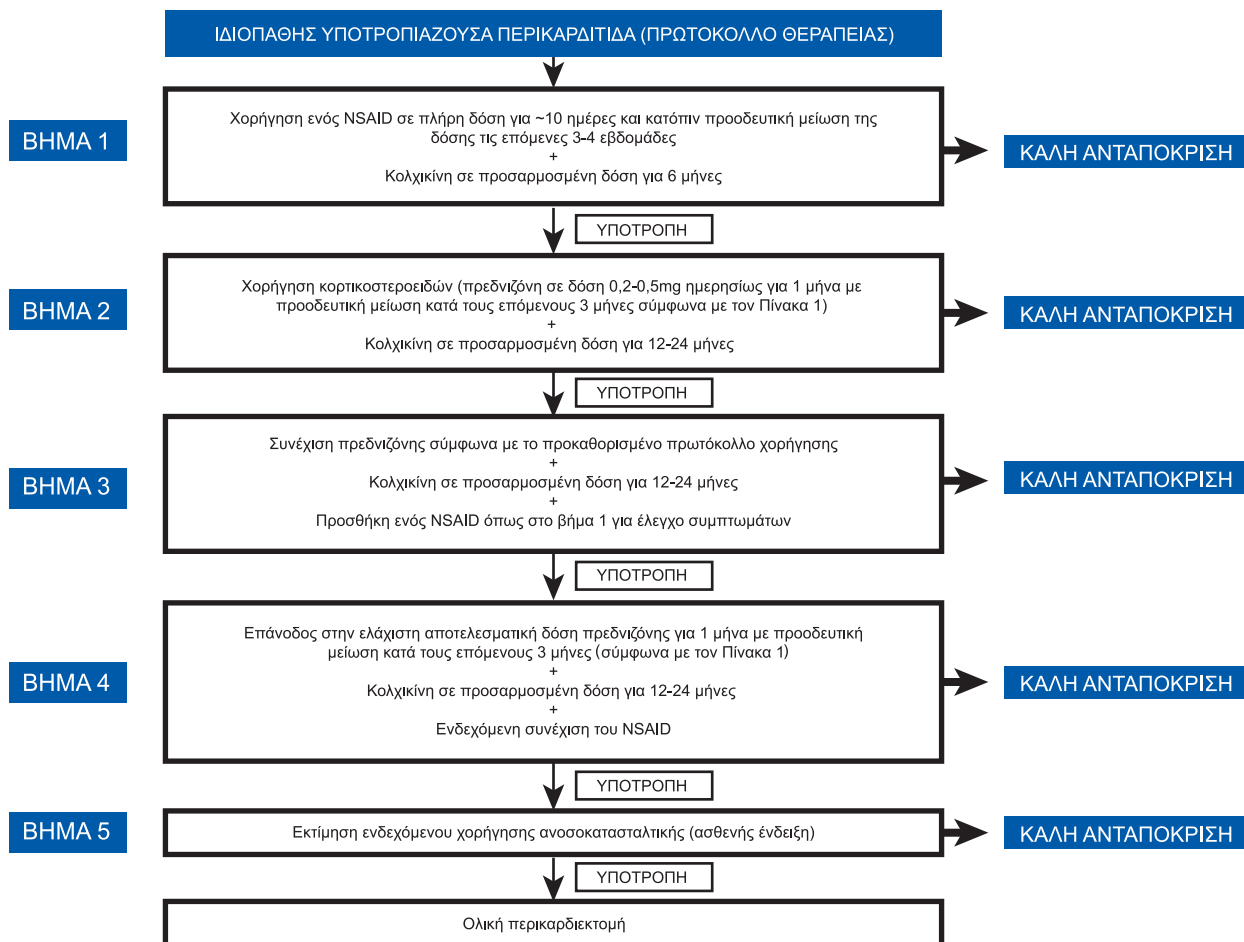 ΙΔΙΟΠΑΘΗΣ ΥΠΟΤΡΟΠΙΑΖΟΥΣΑ ΠΕΡΙΚΑΡΔΙΤΙΔΑ (ΠΡΩΤΟΚΟΛΛΟ ΘΕΡΑΠΕΙΑΣ)
ΒΗΜΑ 1
Χορήγηση ενός NSAID σε πλήρη δόση για ~10 ημέρες και κατόπιν προοδευτική μείωση της
δόσης τις επόμενες 3-4 εβδομάδες
+
Κολχικίνη σε προσαρμοσμένη δόση για 6 μήνες
ΚΑΛΗ ΑΝΤΑΠΟΚΡΙΣΗ
ΥΠΟΤΡΟΠΗ
ΒΗΜΑ 2
Χορήγηση κορτικοστεροειδών (πρεδνιζόνη σε δόση 0,2-0,5mg ημερησίως για 1 μήνα με
προοδευτική μείωση κατά τους επόμενους 3 μήνες σύμφωνα με τον Πίνακα 1)
+
Κολχικίνη σε προσαρμοσμένη δόση για 12-24 μήνες
ΚΑΛΗ ΑΝΤΑΠΟΚΡΙΣΗ
ΥΠΟΤΡΟΠΗ
ΒΗΜΑ 3
Συνέχιση πρεδνιζόνης σύμφωνα με το προκαθορισμένο πρωτόκολλο χορήγησης
+
Κολχικίνη σε προσαρμοσμένη δόση για 12-24 μήνες
+
Προσθήκη ενός NSAID όπως στο βήμα 1 για έλεγχο συμπτωμάτων
ΚΑΛΗ ΑΝΤΑΠΟΚΡΙΣΗ
ΥΠΟΤΡΟΠΗ
ΒΗΜΑ 4
Επάνοδος στην ελάχιστη αποτελεσματική δόση πρεδνιζόνης για 1 μήνα με προοδευτική
μείωση κατά τους επόμενους 3 μήνες (σύμφωνα με τον Πίνακα 1)
+
Κολχικίνη σε προσαρμοσμένη δόση για 12-24 μήνες
+
Ενδεχόμενη συνέχιση του NSAID
ΚΑΛΗ ΑΝΤΑΠΟΚΡΙΣΗ
ΥΠΟΤΡΟΠΗ
ΒΗΜΑ 5
Εκτίμηση ενδεχόμενου χορήγησης ανοσοκατασταλτικής (ασθενής ένδειξη)
ΚΑΛΗ ΑΝΤΑΠΟΚΡΙΣΗ
ΥΠΟΤΡΟΠΗ
Ολική περικαρδιεκτομή